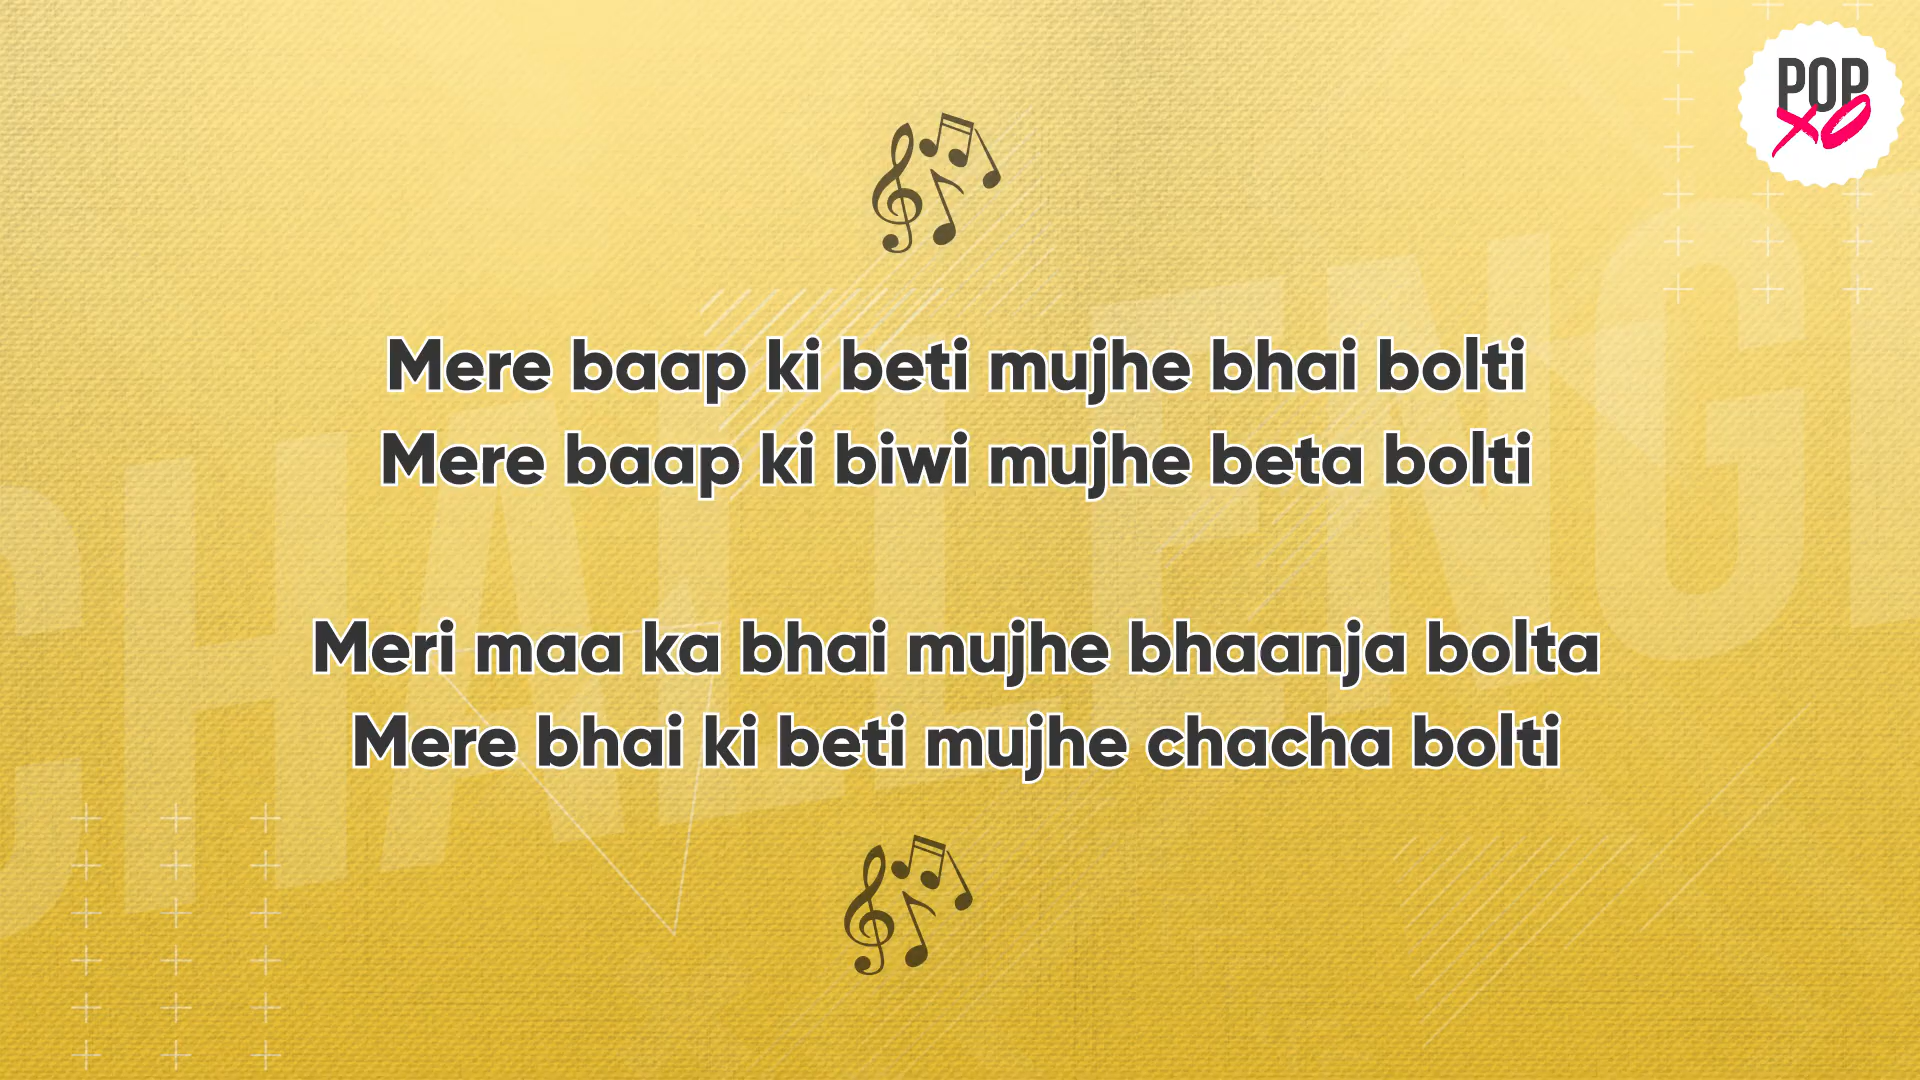 POP
XO
Mere baap ki beti mujhe bhai bolti
Mere baap ki biwi mujhe beta bolti
Meri maa ka bhai mujhe bhaanja bolta
Mere bhai ki beti mujhe chacha bolti
CHALLENG